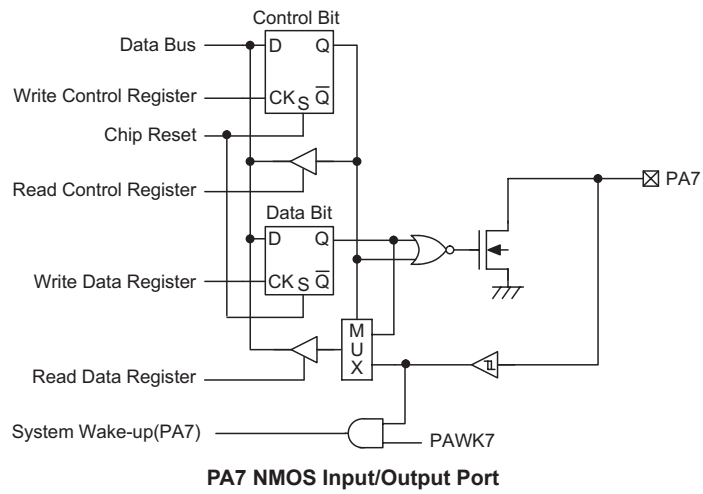 Control Bit
Data Bus
D
Q
Write Control Register
CK
S
Q
Chip Reset
Read Control Register
PA7
Data Bit
D
Q
Write Data Register
CK
S
Q
M
U
X
Read Data Register
System Wake-up(PA7)
PAWK7
PA7 NMOS Input/Output Port